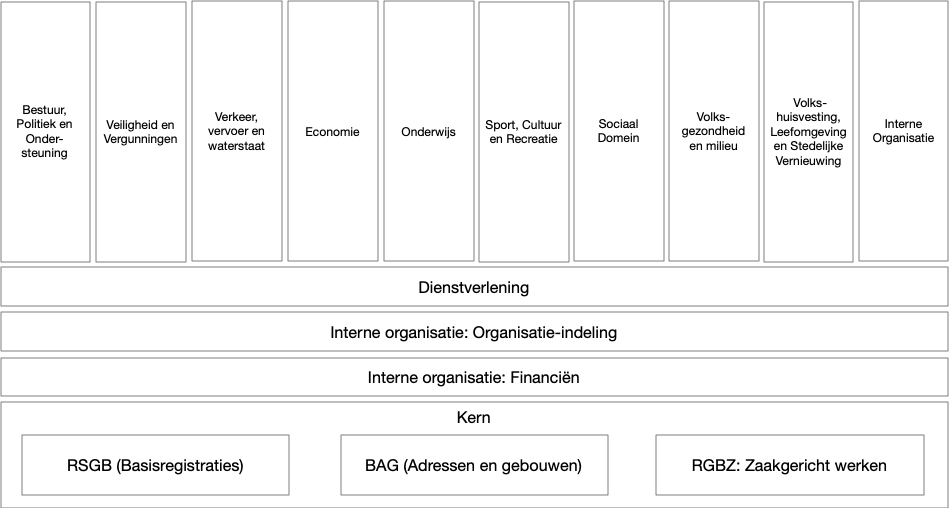 Bestuur,
Politiek en
Onder-
steuning
Veiligheid en
Vergunningen
Verkeer,
vervoer en
waterstaat
Economie
Onderwijs
Sport, Cultuur
en Recreatie
Sociaal
Domein
Volks-
gezondheid
en milieu
Volks-
huisvesting,
Leefomgeving
en Stedelijke
Vernieuwing
Interne
Organisatie
Dienstverlening
Interne organisatie: Organisatie-indeling
Interne organisatie: Financiën
Kern
RSGB (Basisregistraties)
BAG (Adressen en gebouwen)
RGBZ: Zaakgericht werken